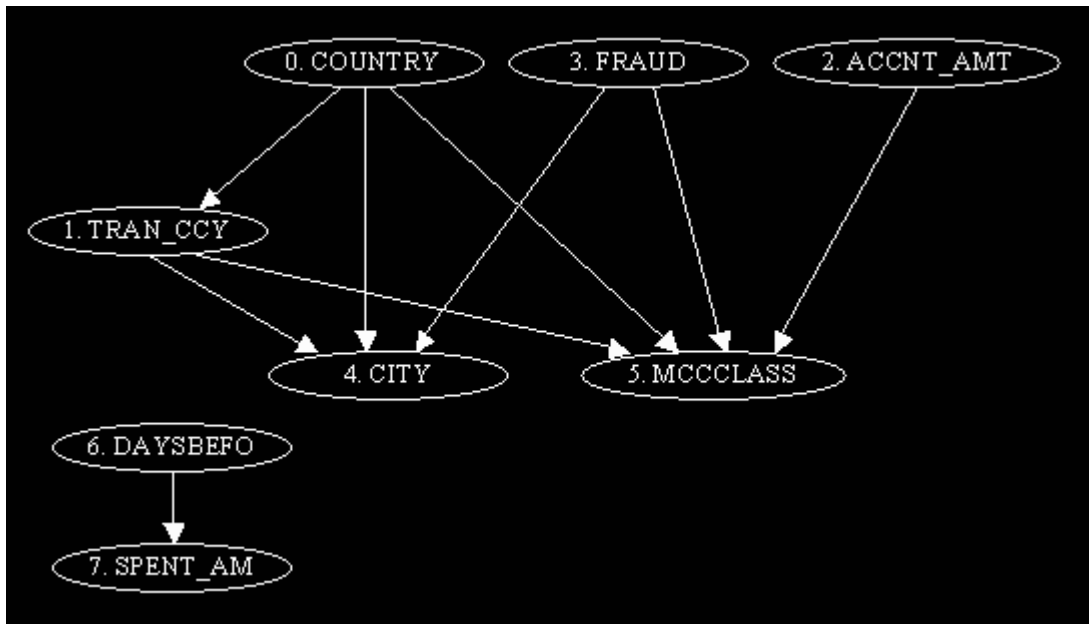 0. COUNTRY
3. FRAUD
2. ACCNT_AMT
1. TRAN_CCY
4. CITY
5. MCCCLASS
6. DAYSBEFO
7. SPENT_AM